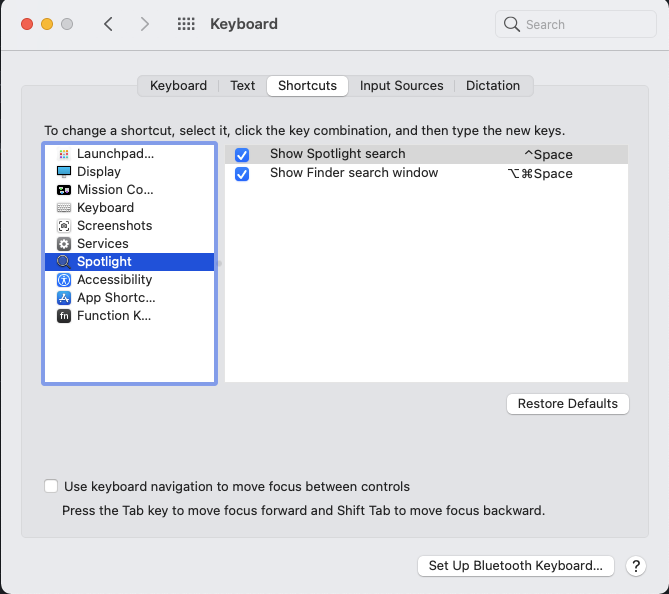 Keyboard
Search
Keyboard Text Shortcuts Input Sources Dictation
To change a shortcut, select it, click the key combination, and then type the new keys.
Launchpad...
Display
Mission Co...
Keyboard
Screenshots
Services
Spotlight
Accessibility
App Shortc...
Function K...
Show Spotlight search ^Space
Show Finder search window ⌥⌘Space
Restore Defaults
Use keyboard navigation to move focus between controls
Press the Tab key to move focus forward and Shift Tab to move focus backward.
Set Up Bluetooth Keyboard... ?